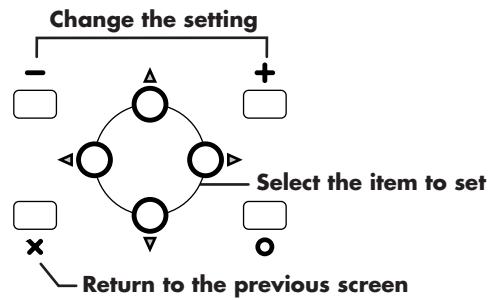 Change the setting
− +
Select the item to set
Return to the previous screen